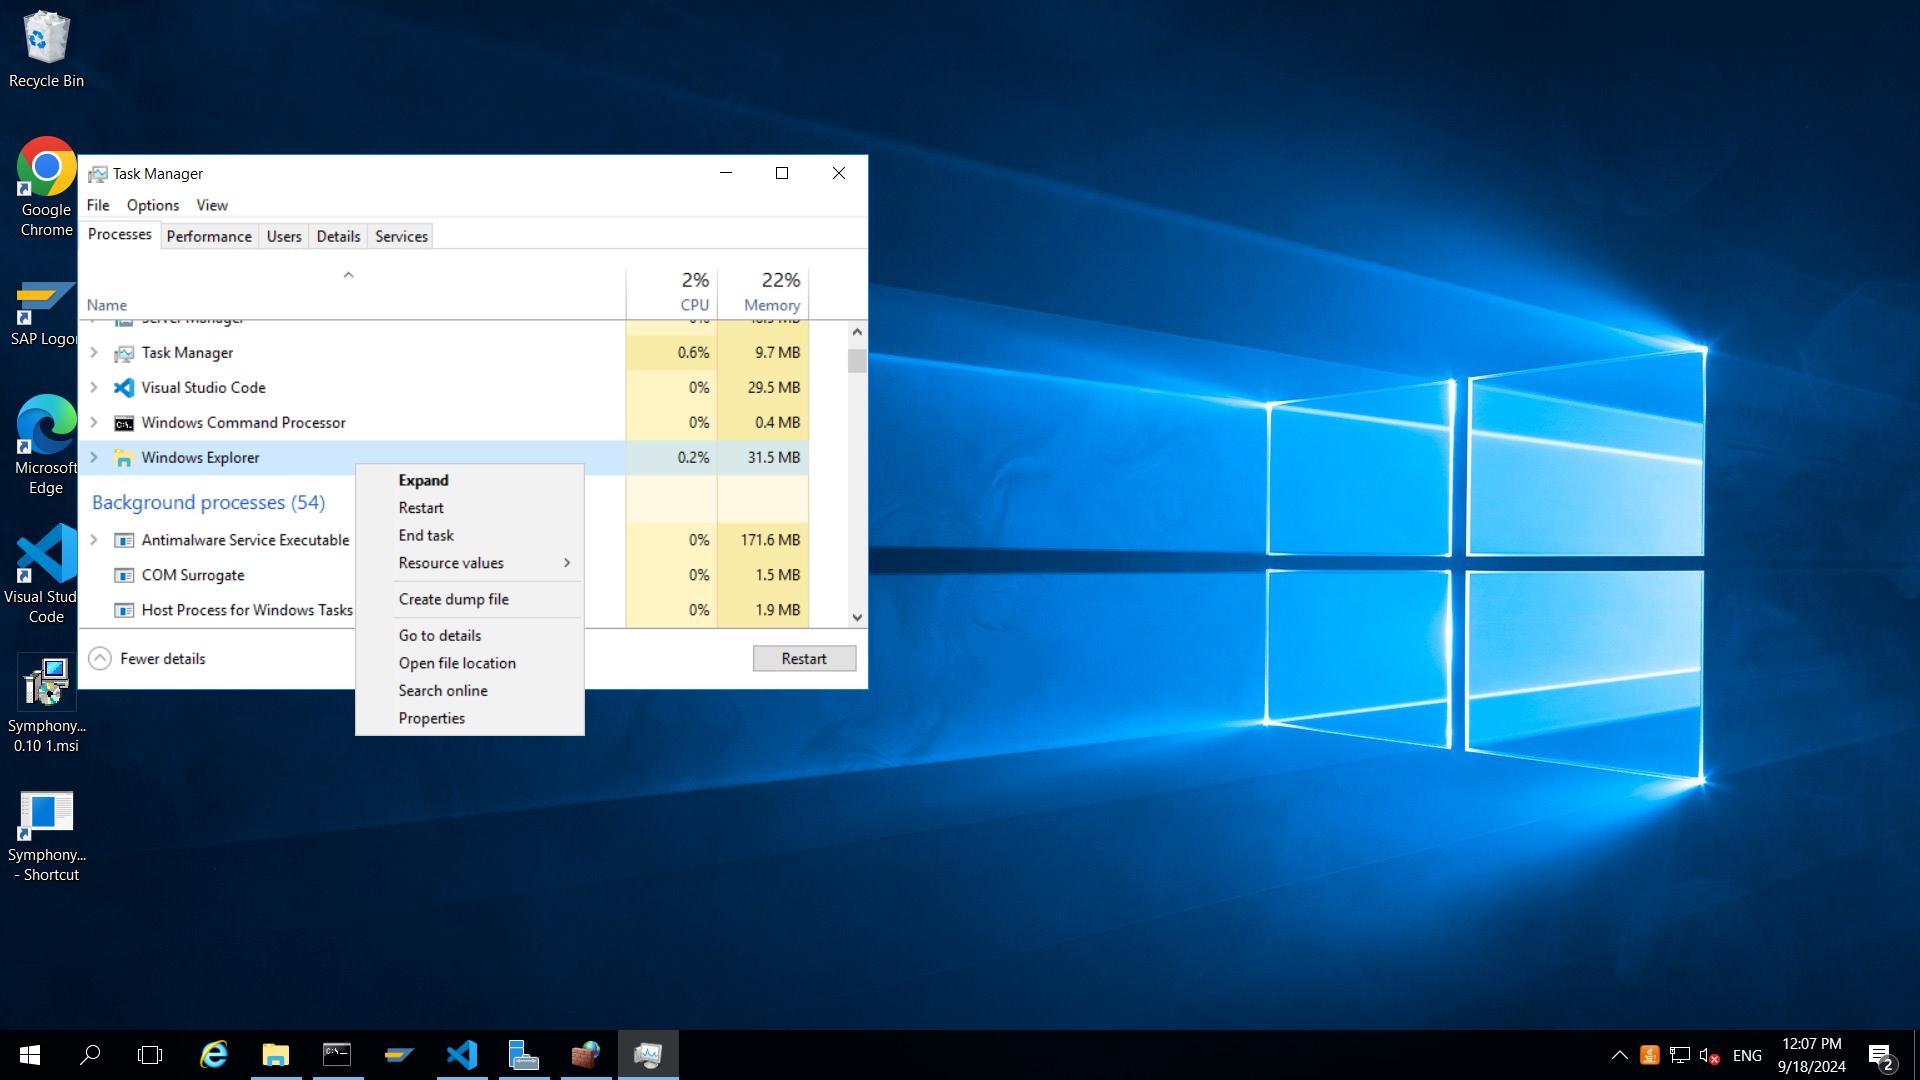 Recycle Bin
Google
Chrome
SAP Logon
Microsoft
Edge
Visual Stud
Code
Symphony...
0.10 1.msi
Symphony...
- Shortcut
Task Manager
File Options View
Processes Performance Users Details Services
2% 22%
Name CPU Memory
Server Manager 0%
Task Manager 0.6% 9.7 MB
Visual Studio Code 0% 29.5 MB
Windows Command Processor 0% 0.4 MB
Windows Explorer 0.2% 31.5 MB
Background processes (54)
Antimalware Service Executable 0% 171.6 MB
COM Surrogate 0% 1.5 MB
Host Process for Windows Tasks 0% 1.9 MB
Fewer details Restart
Expand
Restart
End task
Resource values
Create dump file
Go to details
Open file location
Search online
Properties
ENG
12:07 PM
9/18/2024
2